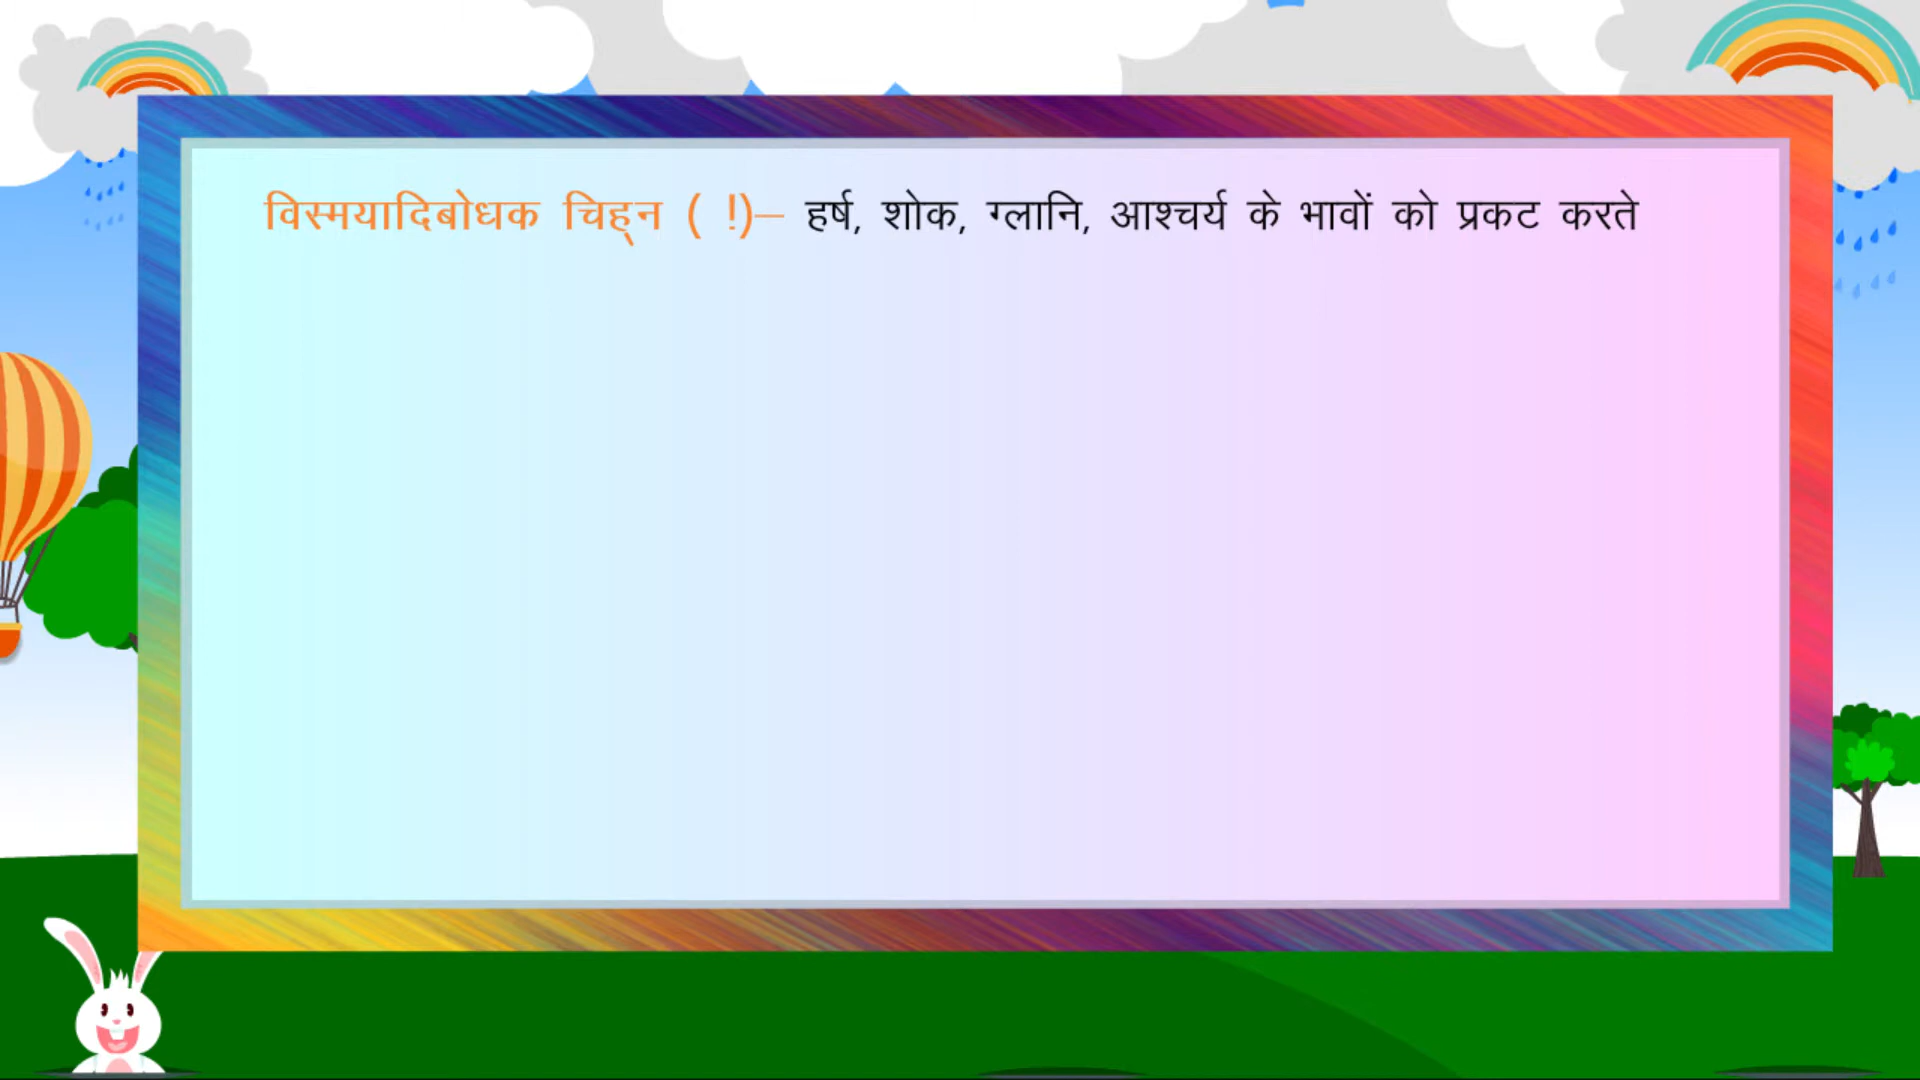 विस्मयादिबोधक चिह्न ( !)– हर्ष, शोक, ग्लानि, आश्चर्य के भावों को प्रकट करते